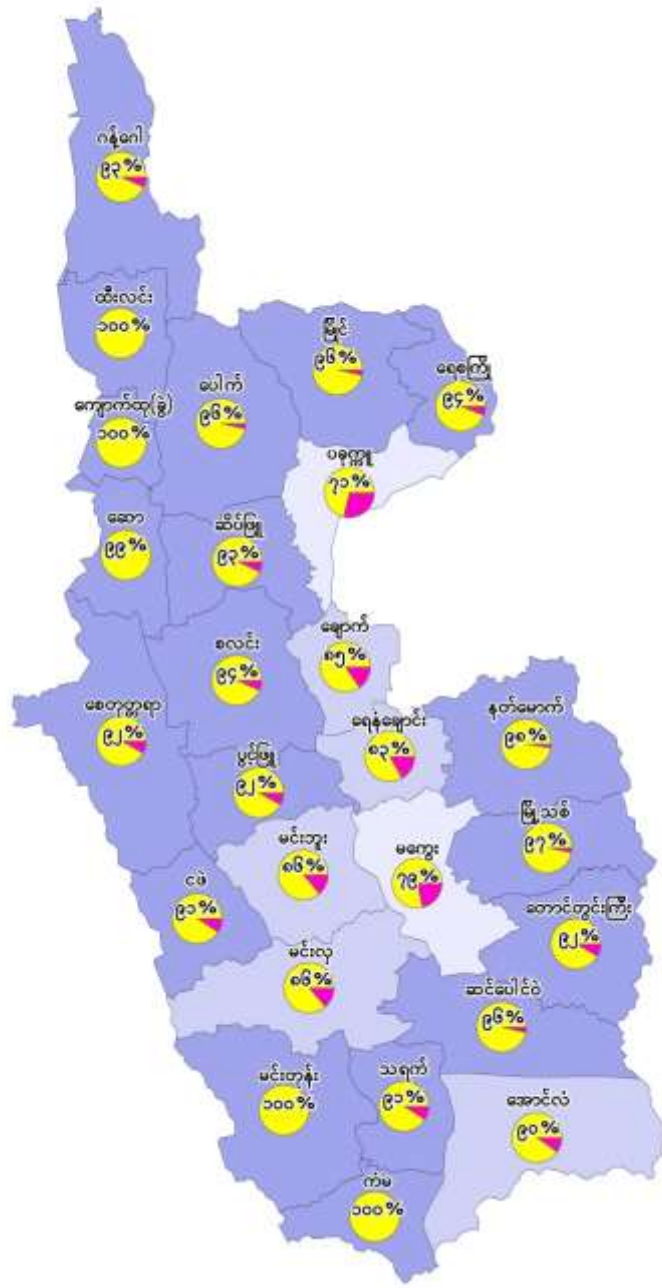 ဂန့်ဂေါ
၉၃%
ထီးလင်း
၁၀၀%
မြိုင်
၉၆%
ရေစကြို
၉၄%
ပေါက်
၉၆%
ကျောက်ထု(ခွဲ)
၁၀၀%
ပခုက္ကူ
၇၁%
ဆော
၉၉%
ဆိပ်ဖြူ
၉၃%
ချောက်
၈၅%
စလင်း
၉၄%
စေတုတ္တရာ
၉၂%
ရေနံချောင်း
၈၃%
နတ်မောက်
၉၈%
ပွင့်ဖြူ
၉၂%
မြို့သစ်
၉၇%
မင်းဘူး
၈၆%
မကွေး
၇၉%
ငဖဲ
၉၁%
တောင်တွင်းကြီး
၉၂%
မင်းလှ
၈၆%
ဆင်ပေါင်ဝဲ
၉၆%
မင်းတုန်း
၁၀၀%
သရက်
၉၁%
အောင်လံ
၉၀%
ကံမ
၁၀၀%